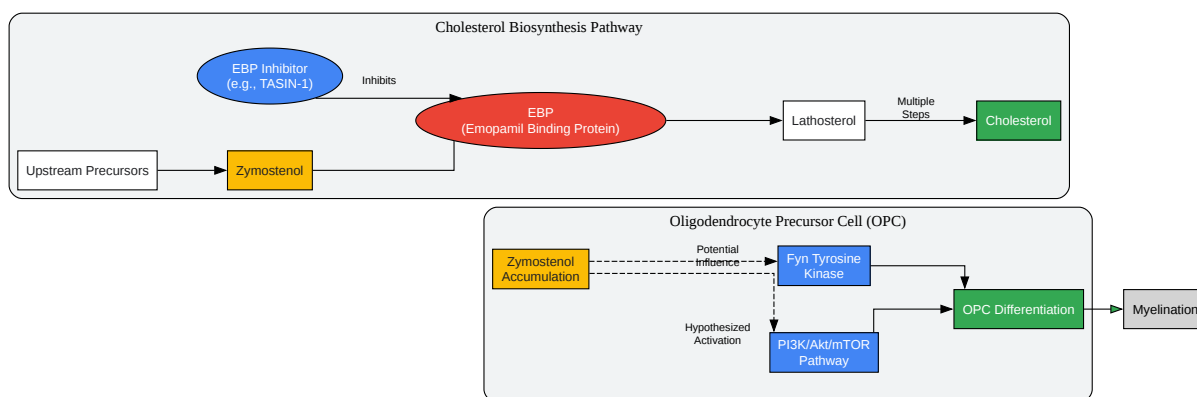 Cholesterol Biosynthesis Pathway
EBP Inhibitor
(e.g., TASIN-1)
Inhibits
EBP
(Emopamil Binding Protein)
Lathosterol
Multiple
Steps
Cholesterol
Upstream Precursors
Zymostenol
Oligodendrocyte Precursor Cell (OPC)
Zymostenol
Accumulation
Potential
Influence
Fyn Tyrosine
Kinase
OPC Differentiation
Myelination
Hypothesized
Activation
PI3K/Akt/mTOR
Pathway